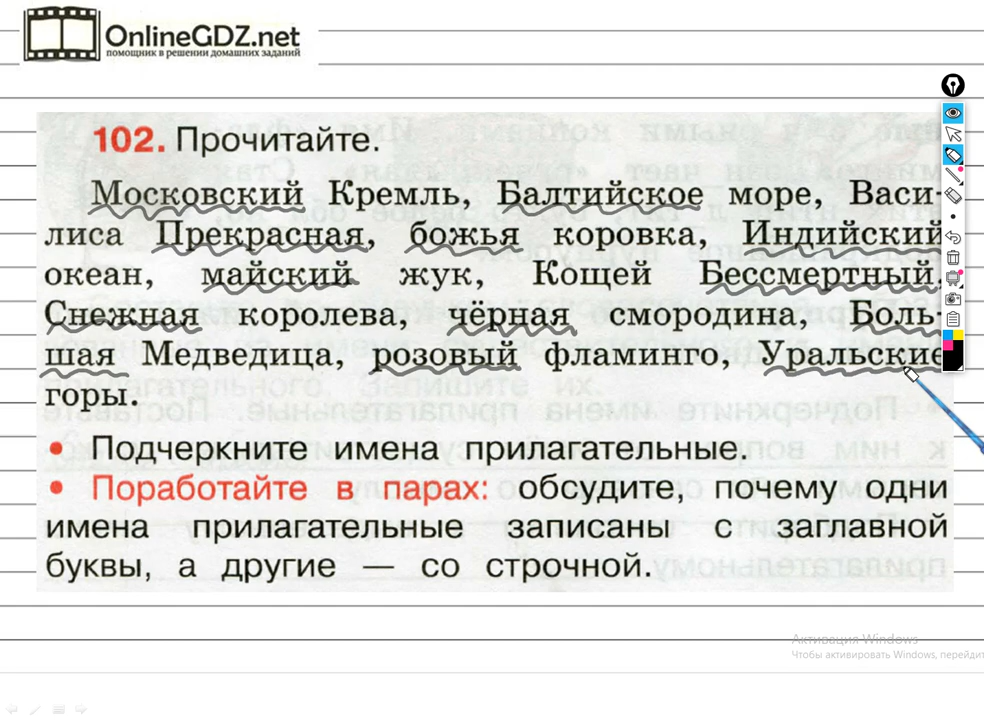 OnlineGDZ.net
помощник в решении домашних заданий
102. Прочитайте.
Московский Кремль, Балтийское море, Васи-
лиса Прекрасная, божья коровка, Индийский
океан, майский жук, Кощей Бессмертный,
Снежная королева, чёрная смородина, Боль-
шая Медведица, розовый фламинго, Уральские
горы.
• Подчеркните имена прилагательные.
• Поработайте в парах: обсудите, почему одни
имена прилагательные записаны с заглавной
буквы, а другие — со строчной.
Активация Windows
Чтобы активировать Windows, перейдит